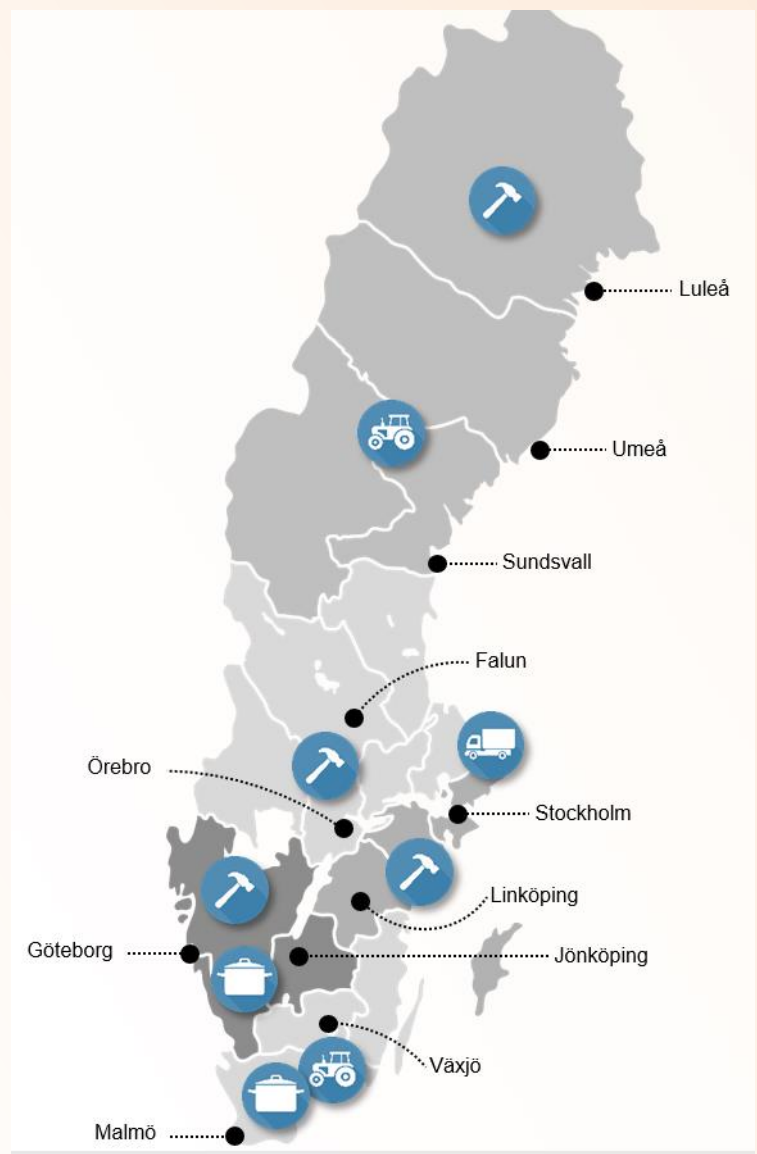 Luleå
Umeå
Sundsvall
Falun
Örebro
Stockholm
Linköping
Göteborg
Jönköping
Växjö
Malmö